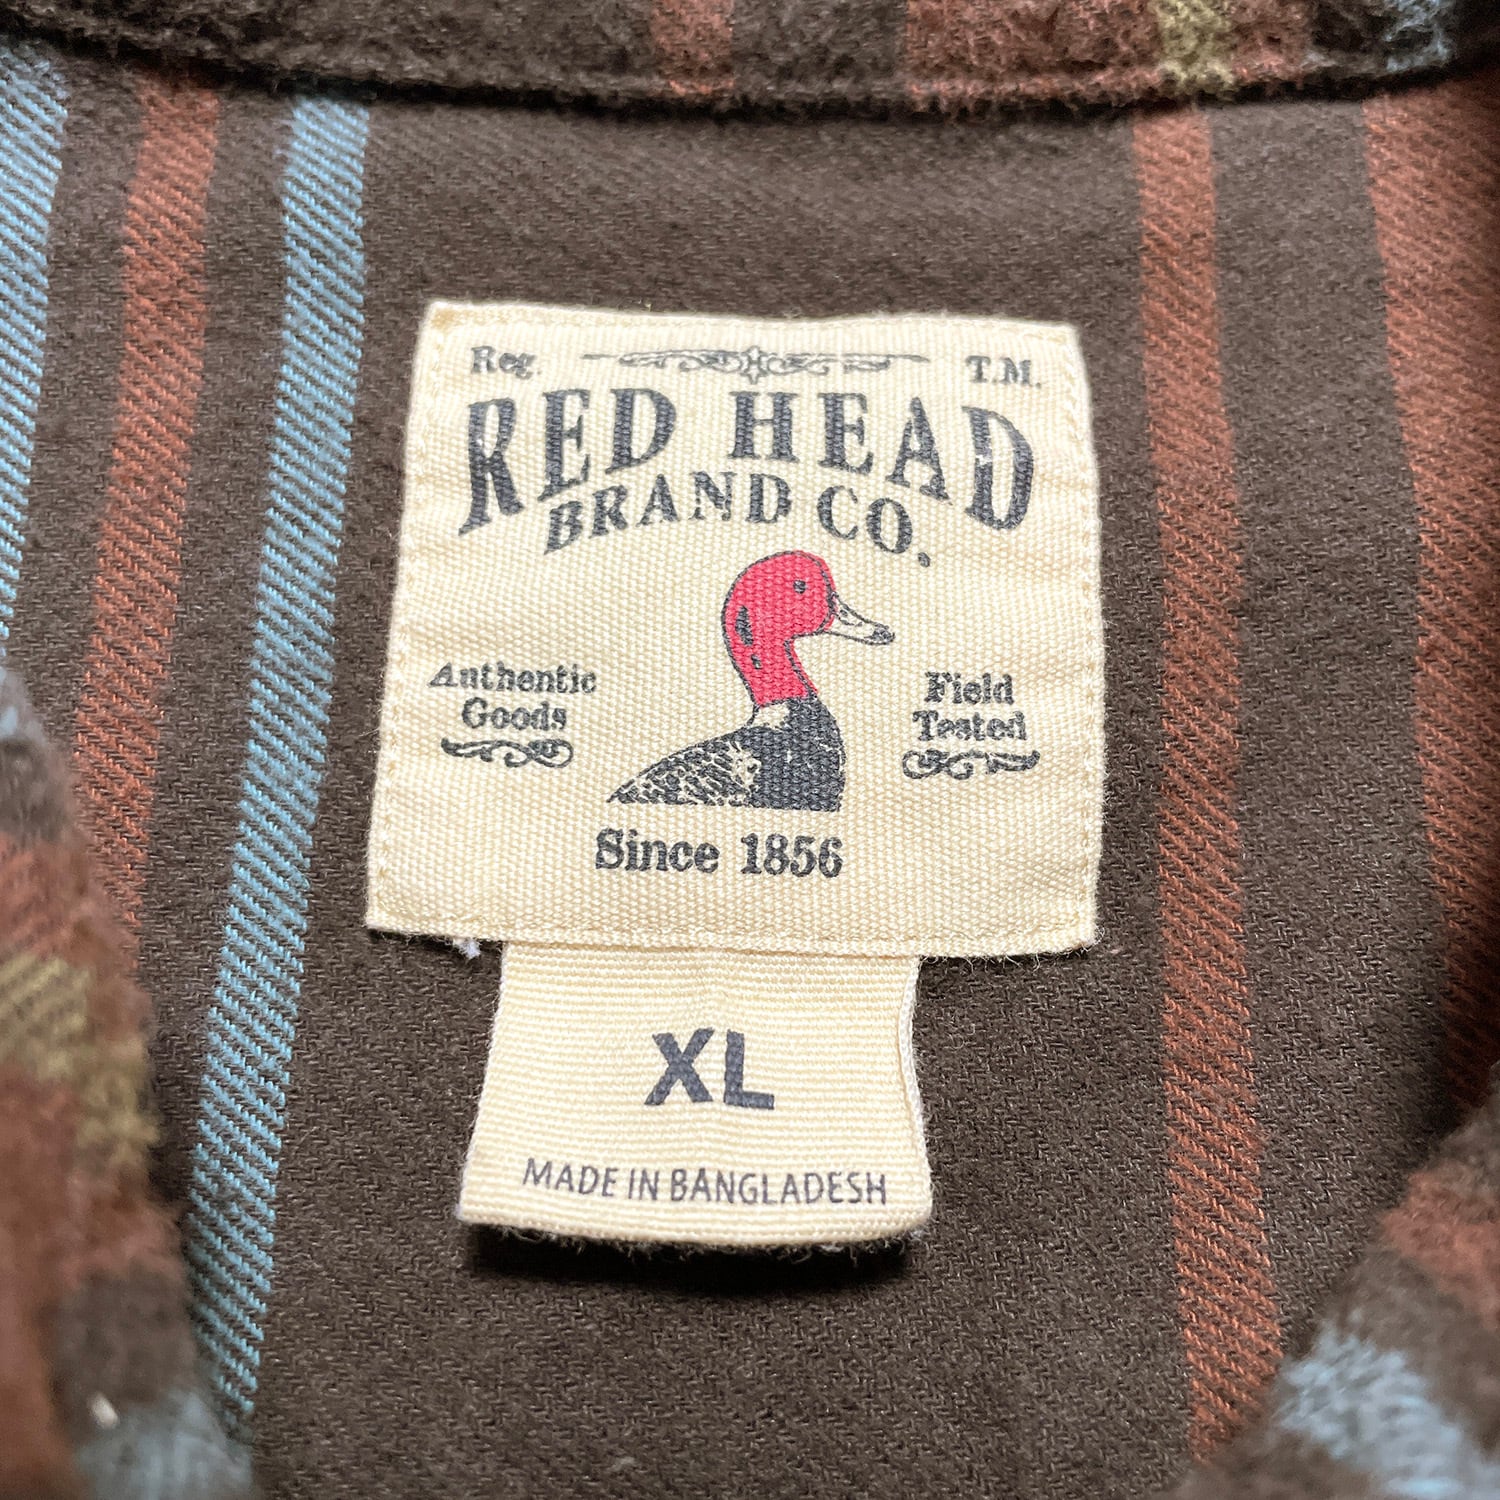 Reg. T.M.
RED HEAD
BRAND CO.
Authentic
Goods
Field
Tested
Since 1856
XL
MADE IN BANGLADESH